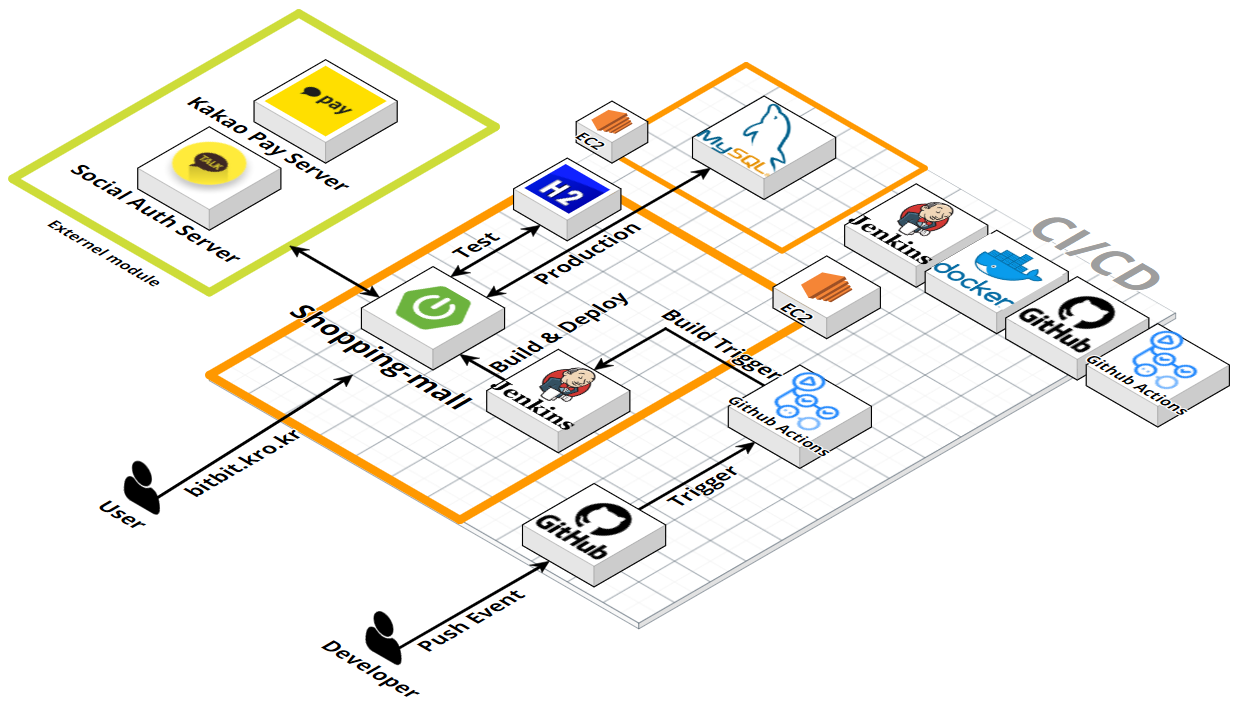 pay
Kakao Pay Server
TALK
Social Auth Server
Externel module
EC2
MySQL
H2
Test
Production
Shopping-mall
Build & Deploy
Jenkins
EC2
Build Trigger
Github Actions
Trigger
GitHub
Push Event
Developer
bitbit.kro.kr
User
CI/CD
Jenkins
docker
GitHub
Github Actions